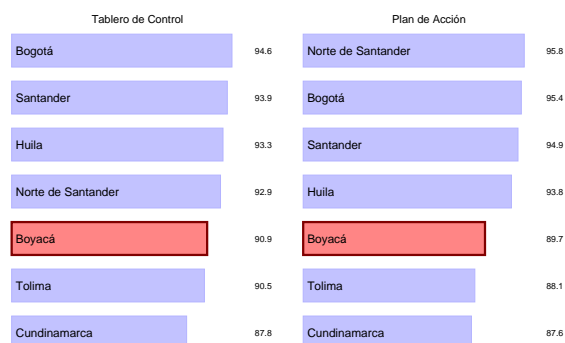 Tablero de Control
Bogotá 94.6
Santander 93.9
Huila 93.3
Norte de Santander 92.9
Boyacá 90.9
Tolima 90.5
Cundinamarca 87.8
Plan de Acción
Norte de Santander 95.8
Bogotá 95.4
Santander 94.9
Huila 93.8
Boyacá 89.7
Tolima 88.1
Cundinamarca 87.6